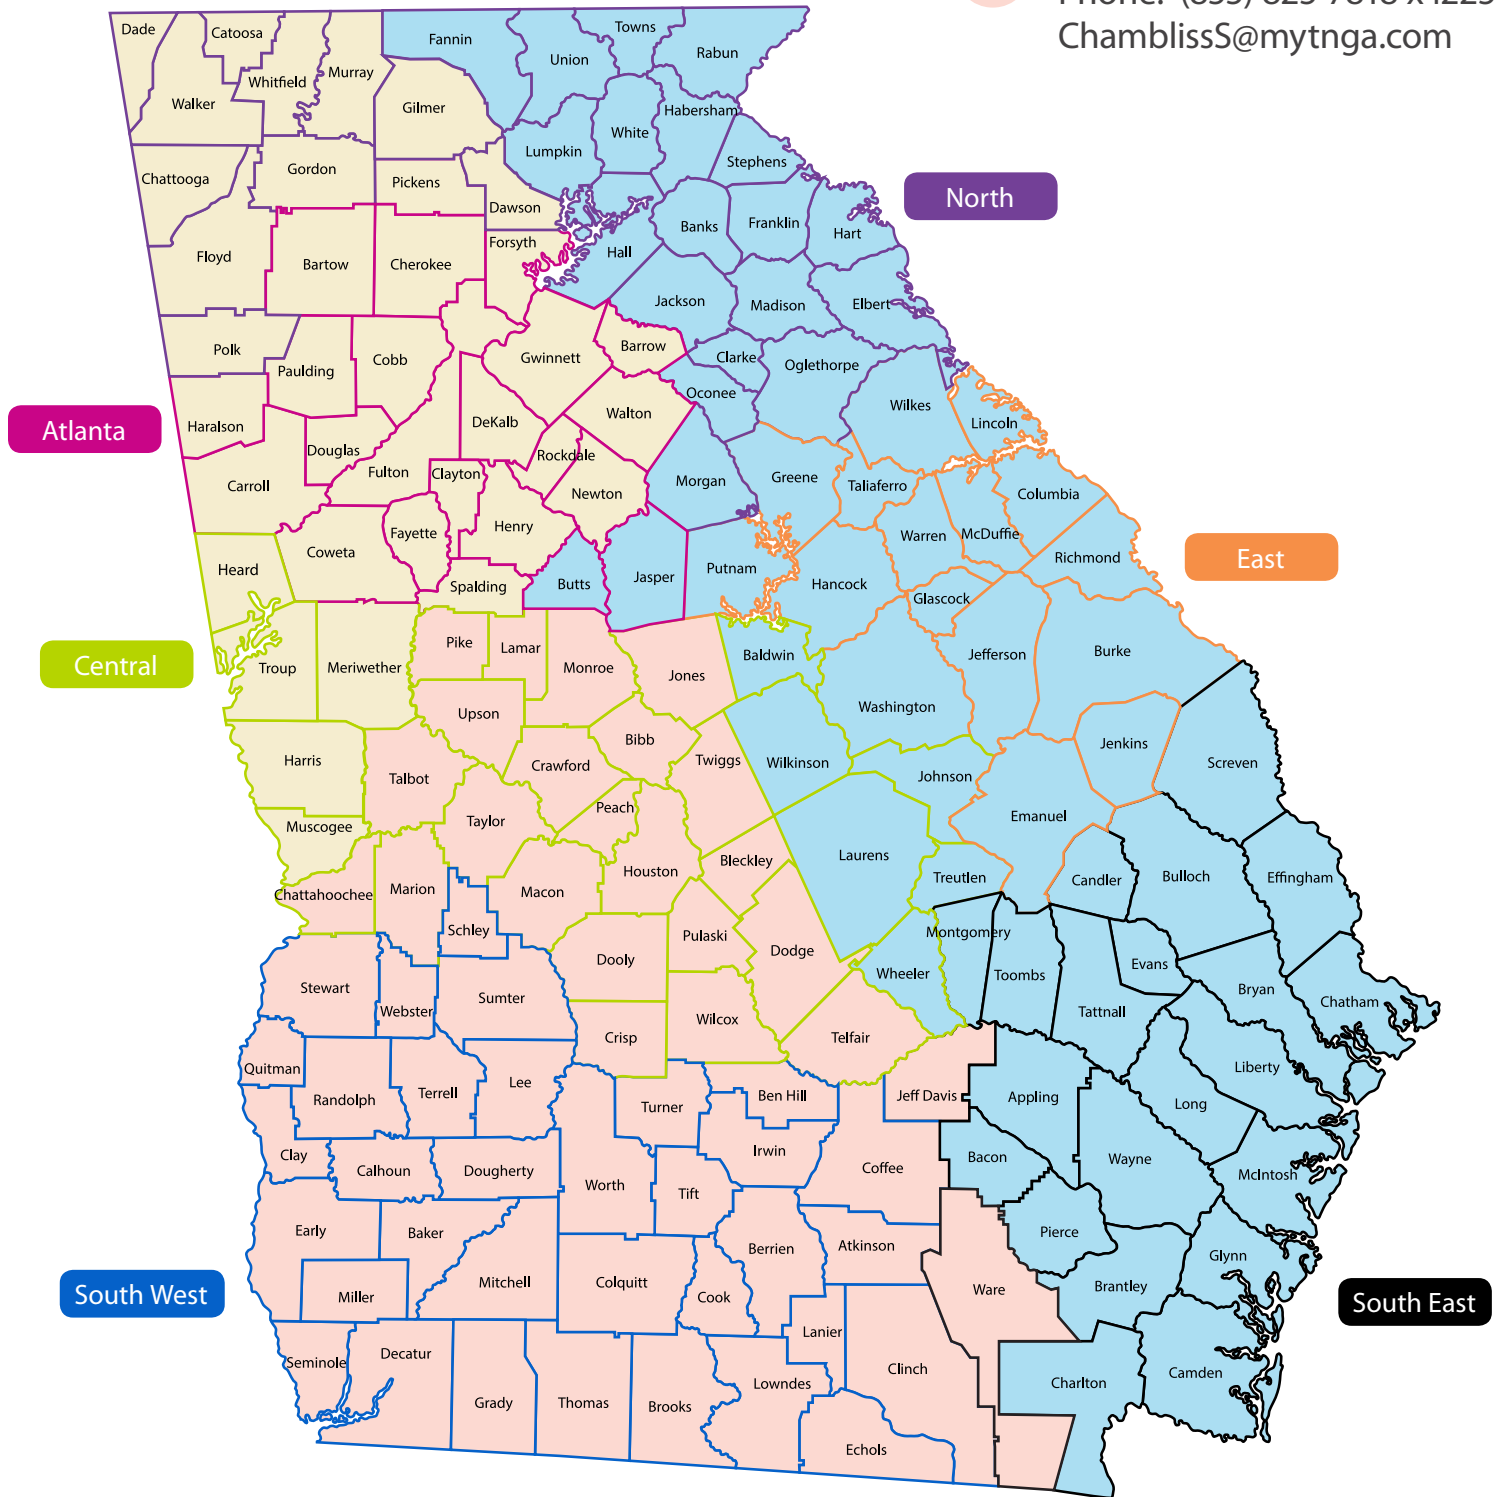 Phone: (855) 825-7818 x4225
ChamblissS@mytnga.com
Dade
Catoosa
Fannin
Towns
Union
Rabun
Whitfield
Murray
Walker
Gilmer
Habersham
White
Lumpkin
Stephens
Gordon
Chattooga
Pickens
Dawson
North
Banks
Franklin
Hart
Floyd
Bartow
Cherokee
Forsyth
Hall
Jackson
Madison
Elbert
Polk
Paulding
Cobb
Gwinnett
Barrow
Clarke
Oglethorpe
Oconee
Wilkes
Lincoln
Atlanta
Haralson
Douglas
DeKalb
Walton
Carroll
Fulton
Clayton
Rockdale
Newton
Morgan
Greene
Taliaferro
Columbia
Coweta
Fayette
Henry
Warren
McDuffie
Richmond
East
Heard
Spalding
Butts
Jasper
Putnam
Hancock
Glascock
Central
Troup
Meriwether
Pike
Lamar
Monroe
Jones
Baldwin
Jefferson
Burke
Upson
Washington
Harris
Talbot
Crawford
Bibb
Twiggs
Wilkinson
Johnson
Jenkins
Screven
Muscogee
Taylor
Peach
Emanuel
Chattahoochee
Marion
Macon
Houston
Bleckley
Laurens
Treutlen
Candler
Bulloch
Effingham
Schley
Dooly
Pulaski
Dodge
Montgomery
Wheeler
Toombs
Evans
Stewart
Webster
Sumter
Crisp
Wilcox
Telfair
Tattnall
Bryan
Chatham
Quitman
Randolph
Terrell
Lee
Turner
Ben Hill
Jeff Davis
Appling
Long
Liberty
Clay
Calhoun
Dougherty
Worth
Tift
Irwin
Coffee
Bacon
Wayne
McIntosh
Early
Baker
Mitchell
Colquitt
Berrien
Atkinson
Pierce
Glynn
South West
Miller
Cook
Ware
Brantley
South East
Seminole
Decatur
Lanier
Clinch
Charlton
Camden
Grady
Thomas
Brooks
Lowndes
Echols